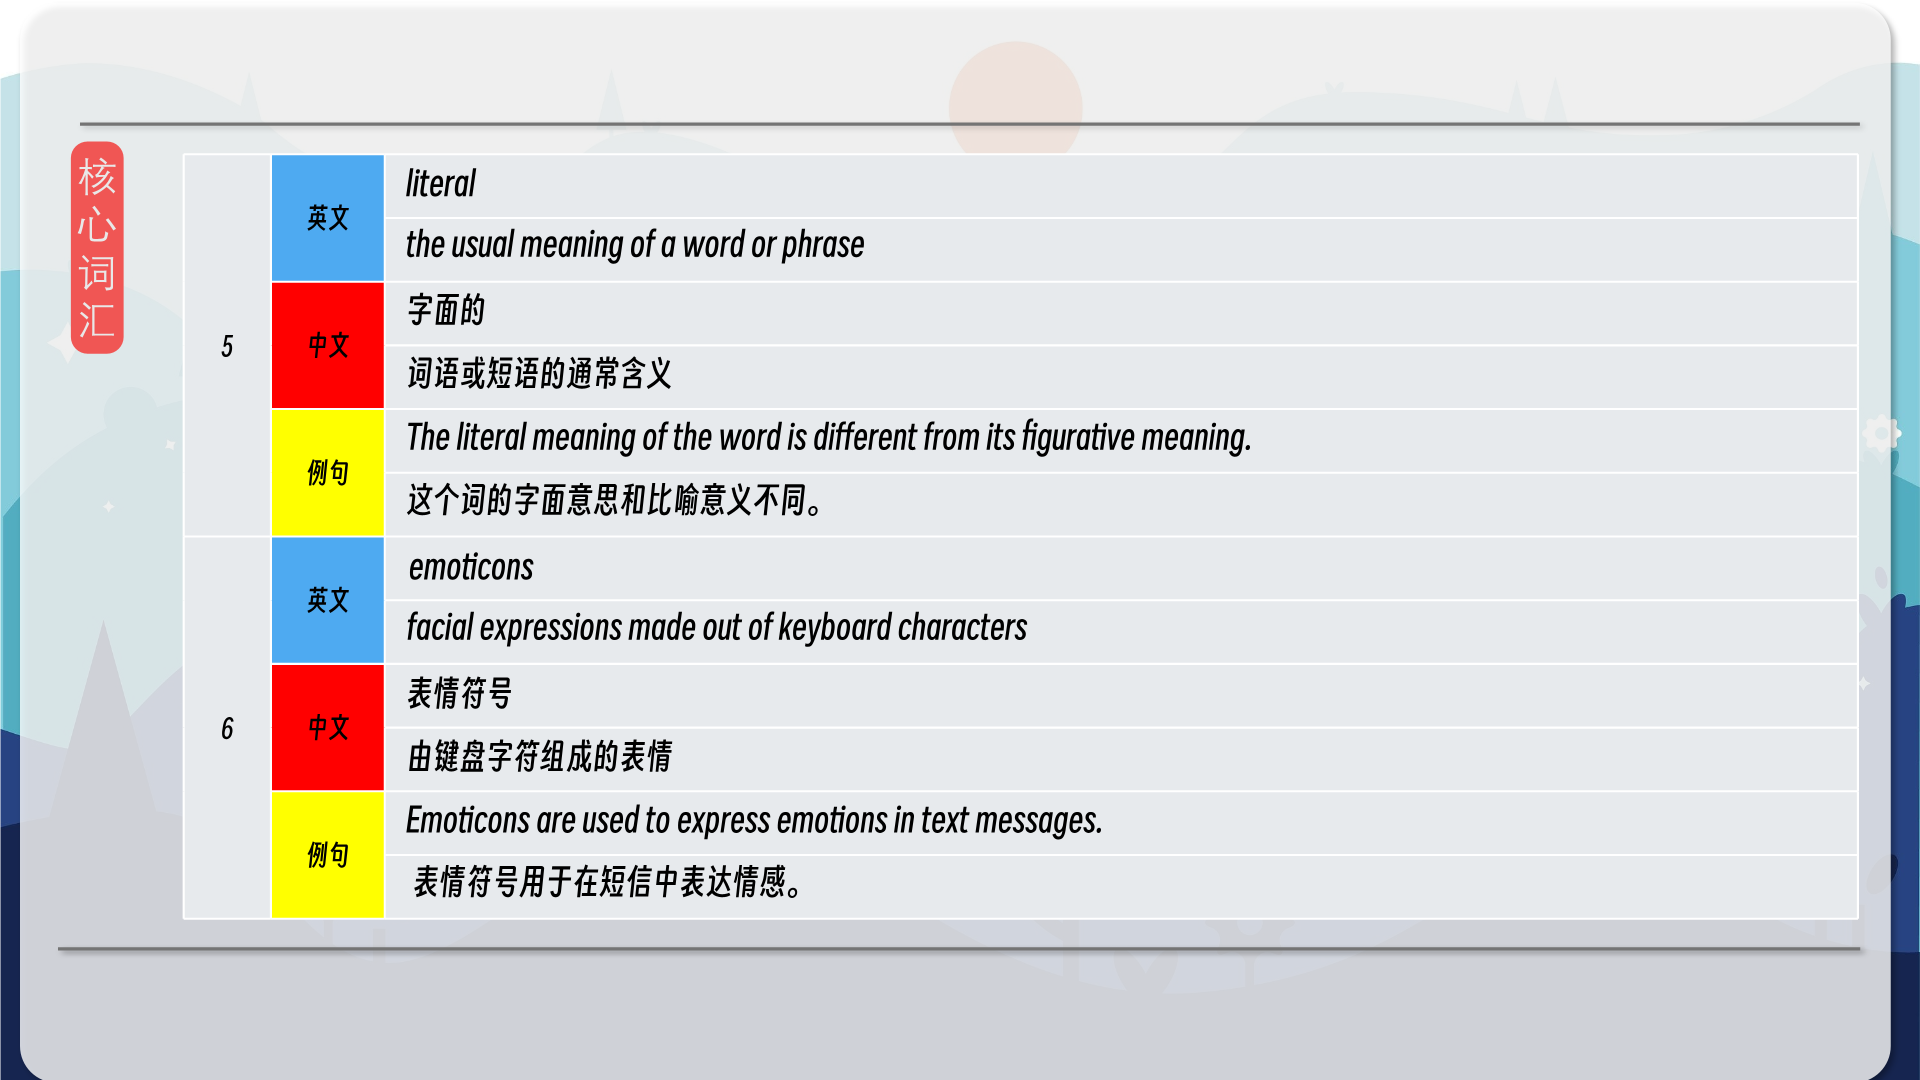 核
心
词
汇
5
英文
literal
the usual meaning of a word or phrase
中文
字面的
词语或短语的通常含义
例句
The literal meaning of the word is different from its figurative meaning.
这个词的字面意思和比喻意义不同。
6
英文
emoticons
facial expressions made out of keyboard characters
中文
表情符号
由键盘字符组成的表情
例句
Emoticons are used to express emotions in text messages.
表情符号用于在短信中表达情感。